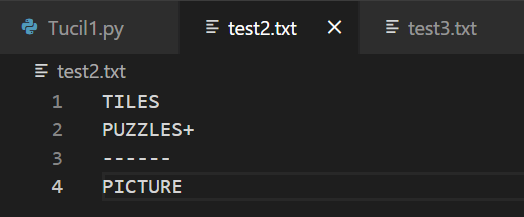 Tucil1.py test2.txt × test3.txt
test2.txt
1 TILES
2 PUZZLES+
3 ------
4 PICTURE